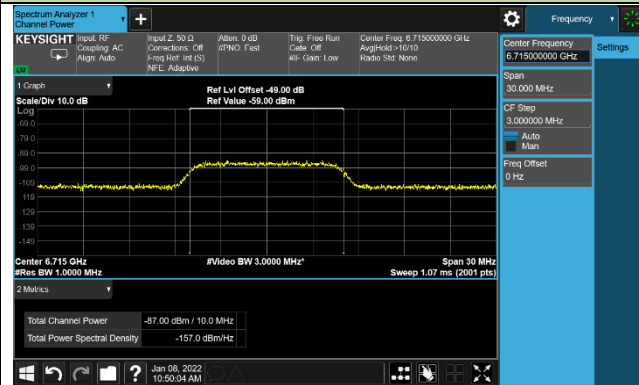 Spectrum Analyzer 1
Channel Power
Frequency
KEYSIGHT
Input: RF
Coupling: AC
Align: Auto
Input Z: 50 Ω
Corrections: Off
Freq Ref: Int (S)
NFE: Adaptive
Atten: 0 dB
#PNO: Fast
Trig: Free Run
Gate: Off
#IF Gain: Low
Center Freq: 6.715000000 GHz
Avg|Hold:>10/10
Radio Std: None
LXI
Center Frequency
6.715000000 GHz
Settings
Span
30.000 MHz
CF Step
3.000000 MHz
Auto
Man
Freq Offset
0 Hz
1 Graph
Scale/Div 10.0 dB
Ref Lvl Offset -49.00 dB
Ref Value -59.00 dBm
Log
-69.0
-79.0
-89.0
-99.0
-109
-119
-129
-139
-149
Center 6.715 GHz
#Res BW 1.0000 MHz
#Video BW 3.0000 MHz*
Span 30 MHz
Sweep 1.07 ms (2001 pts)
2 Metrics
Total Channel Power -87.00 dBm / 10.0 MHz
Total Power Spectral Density -157.0 dBm/Hz
?
Jan 08, 2022
10:50:04 AM